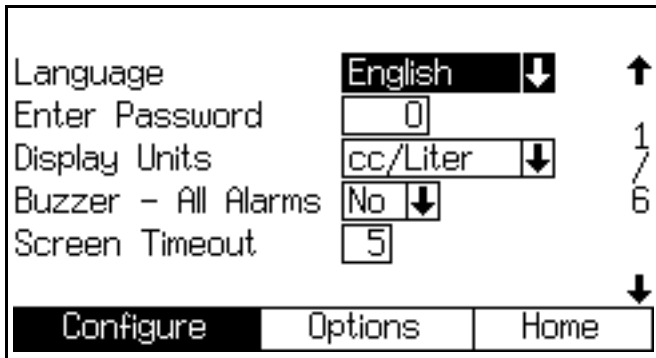 Language English
Enter Password 0
Display Units cc/Liter
Buzzer - All Alarms No
Screen Timeout 5
1/6
Configure Options Home